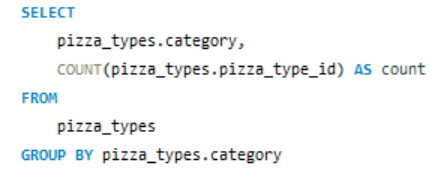 SELECT
pizza_types.category,
COUNT(pizza_types.pizza_type_id) AS count
FROM
pizza_types
GROUP BY pizza_types.category